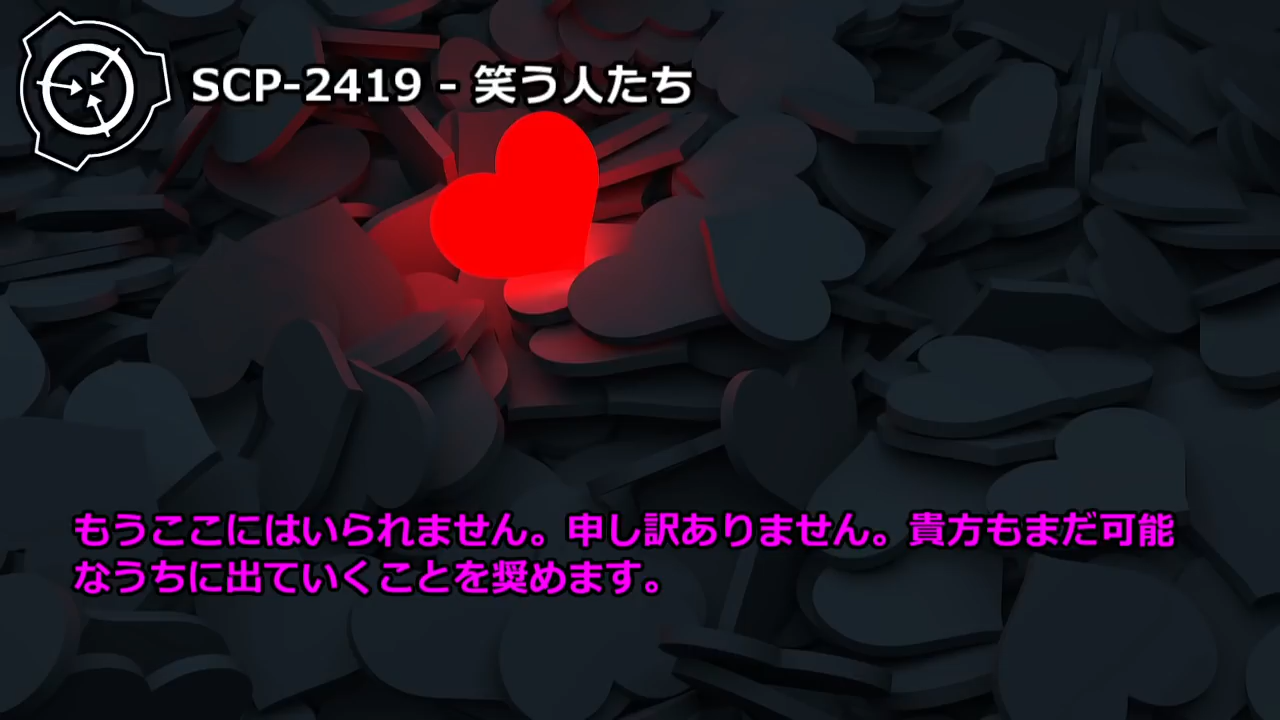 SCP-2419 - 笑う人たち
もうここにはいられません。申し訳ありません。貴方もまだ可能
なうちに出ていくことを奨めます。